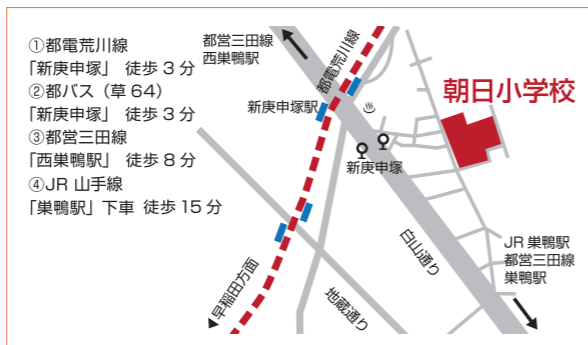 ①都電荒川線
「新庚申塚」 徒歩 3 分
②都バス（草 64）
「新庚申塚」 徒歩 3 分
③都営三田線
「西巣鴨駅」 徒歩 8 分
④JR 山手線
「巣鴨駅」下車 徒歩 15 分
都営三田線
西巣鴨駅
都電荒川線
新庚申塚駅
朝日小学校
新庚申塚
白山通り
JR 巣鴨駅
都営三田線
巣鴨駅
早稲田方面
地蔵通り